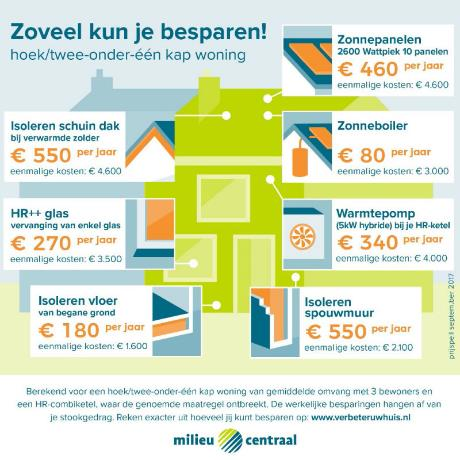 Zoveel kun je besparen!
hoek/twee-onder-één kap woning
Zonnepanelen
2600 Wattpiek 10 panelen
€ 460 per jaar
eenmalige kosten: € 4.600
Isoleren schuin dak
bij verwarmde zolder
€ 550 per jaar
eenmalige kosten: € 4.600
Zonneboiler
€ 80 per jaar
eenmalige kosten: € 3.000
HR++ glas
vervanging van enkel glas
€ 270 per jaar
eenmalige kosten: € 3.500
Warmtepomp
(5kW hybride) bij je HR-ketel
€ 340 per jaar
eenmalige kosten: € 4.000
Isoleren vloer
van begane grond
€ 180 per jaar
eenmalige kosten: € 1.600
Isoleren
spouwmuur
€ 550 per jaar
eenmalige kosten: € 2.100
prijspeil september 2017
Berekend voor een hoek/twee-onder-één kap woning van gemiddelde omvang met 3 bewoners en
een HR-combiketel, waar de genoemde maatregel ontbreekt. De werkelijke besparingen hangen af van
je stookgedrag. Reken exacter uit hoeveel jij kunt besparen op: www.verbeteruwhuis.nl
milieu centraal